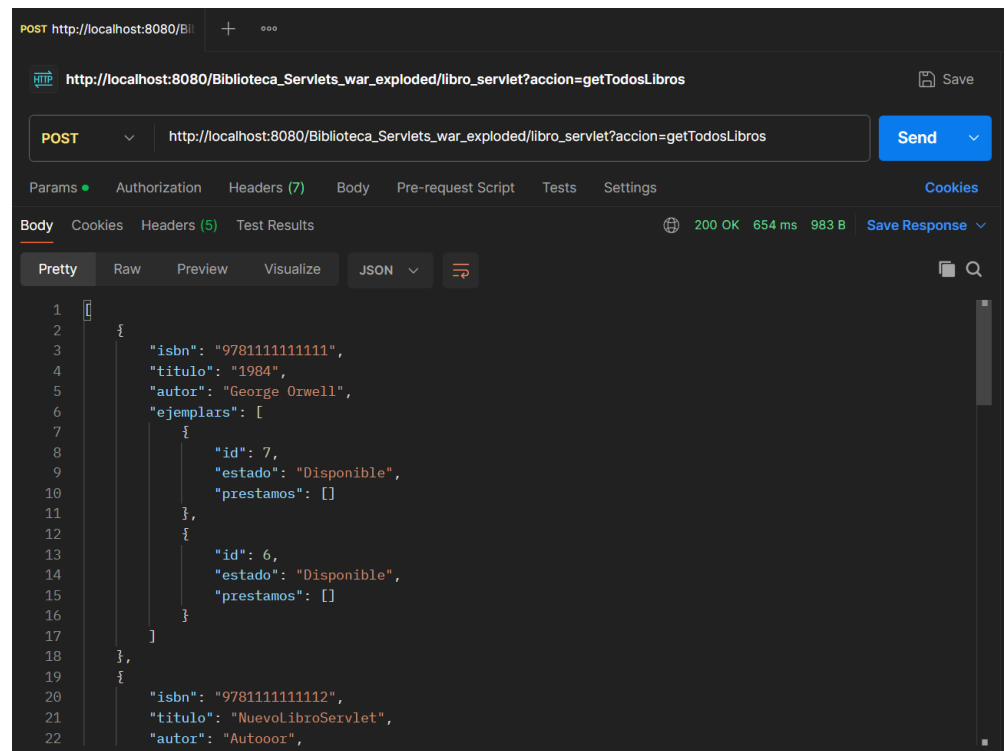 POST http://localhost:8080/Bil
HTTP http://localhost:8080/Biblioteca_Servlets_war_exploded/libro_servlet?accion=getTodosLibros Save
POST http://localhost:8080/Biblioteca_Servlets_war_exploded/libro_servlet?accion=getTodosLibros Send
Params Authorization Headers (7) Body Pre-request Script Tests Settings Cookies
Body Cookies Headers (5) Test Results 200 OK 654 ms 983 B Save Response
Pretty Raw Preview Visualize JSON
1 [
2 {
3 "isbn": "9781111111111",
4 "titulo": "1984",
5 "autor": "George Orwell",
6 "ejemplars": [
7 {
8 "id": 7,
9 "estado": "Disponible",
10 "prestamos": []
11 },
12 {
13 "id": 6,
14 "estado": "Disponible",
15 "prestamos": []
16 }
17 ]
18 },
19 {
20 "isbn": "9781111111112",
21 "titulo": "NuevoLibroServlet",
22 "autor": "Autooor",